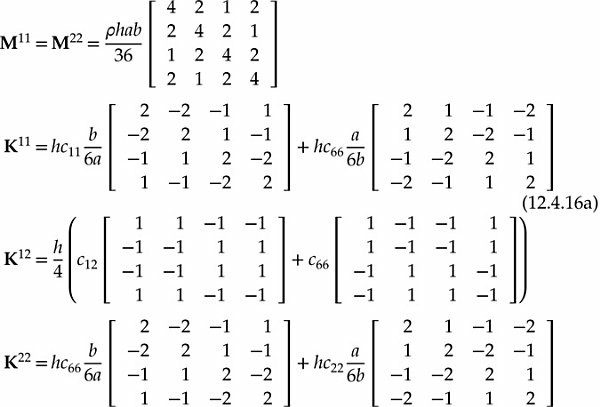 4 2 1 2
2 4 2 1
M¹¹ = M²² = ρhab/36
1 2 4 2
2 1 2 4
2 −2 −1 1 2 1 −1 −2
−2 2 1 −1 1 2 −2 −1
K¹¹ = hc₁₁ b/6a + hc₆₆ a/6b
−1 1 2 −2 −1 −2 2 1
1 −1 −2 2 −2 −1 1 2
(12.4.16a)
1 1 −1 −1 1 −1 −1 1
−1 −1 1 1 1 −1 −1 1
K¹² = h/4 ( c₁₂ + c₆₆ )
−1 −1 1 1 −1 1 1 −1
1 1 −1 −1 −1 1 1 −1
2 −2 −1 1 2 1 −1 −2
−2 2 1 −1 1 2 −2 −1
K²² = hc₆₆ b/6a + hc₂₂ a/6b
−1 1 2 −2 −1 −2 2 1
1 −1 −2 2 −2 −1 1 2